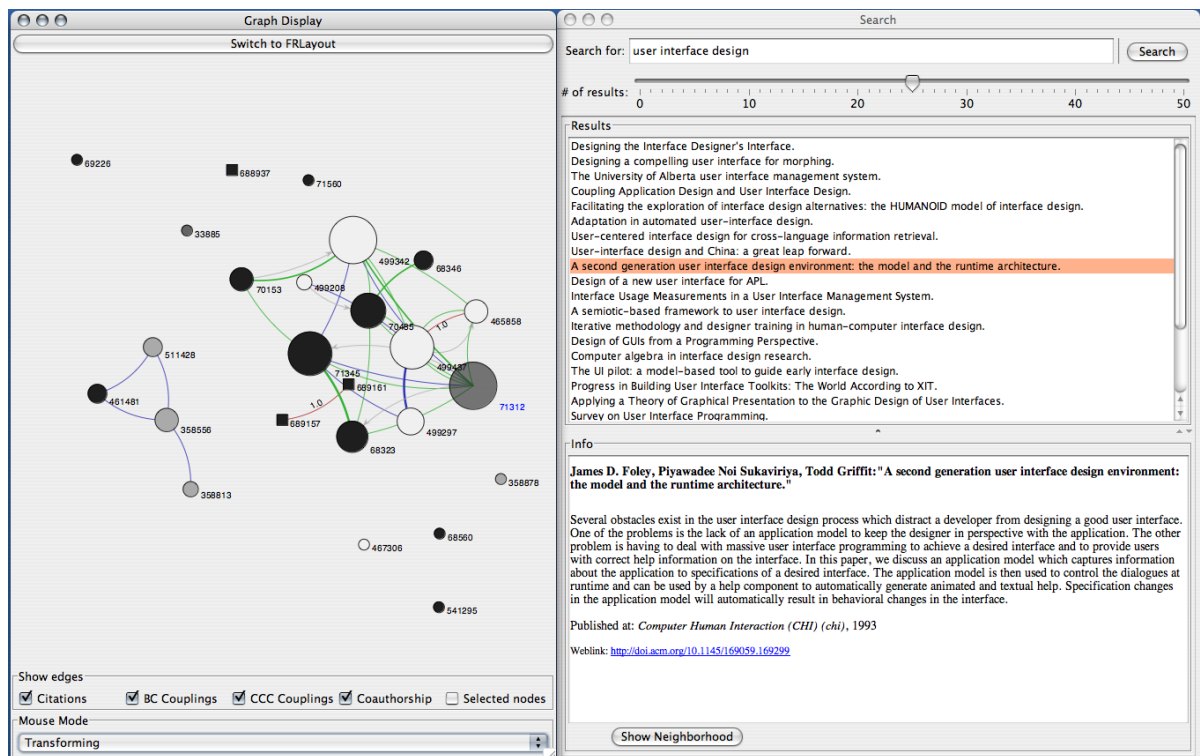 Graph Display
Switch to FRLayout
69226
688937
71560
33885
499342
68346
70153
499208
70485
465858
1.0
499437
511428
71345
689161
461481
71312
1.0
689157
358556
499297
68323
358813
358878
68560
467306
541295
Show edges
Citations BC Couplings CCC Couplings Coauthorship Selected nodes
Mouse Mode
Transforming
Search
Search for: user interface design Search
# of results:
0 10 20 30 40 50
Results
Designing the Interface Designer's Interface.
Designing a compelling user interface for morphing.
The University of Alberta user interface management system.
Coupling Application Design and User Interface Design.
Facilitating the exploration of interface design alternatives: the HUMANOID model of interface design.
Adaptation in automated user-interface design.
User-centered interface design for cross-language information retrieval.
User-interface design and China: a great leap forward.
A second generation user interface design environment: the model and the runtime architecture.
Design of a new user interface for APL.
Interface Usage Measurements in a User Interface Management System.
A semiotic-based framework to user interface design.
Iterative methodology and designer training in human-computer interface design.
Design of GUIs from a Programming Perspective.
Computer algebra in interface design research.
The UI pilot: a model-based tool to guide early interface design.
Progress in Building User Interface Toolkits: The World According to XIT.
Applying a Theory of Graphical Presentation to the Graphic Design of User Interfaces.
Survey on User Interface Programming.
Info
James D. Foley, Piyawadee Noi Sukaviriya, Todd Griffit:"A second generation user interface design environment:
the model and the runtime architecture."
Several obstacles exist in the user interface design process which distract a developer from designing a good user interface.
One of the problems is the lack of an application model to keep the designer in perspective with the application. The other
problem is having to deal with massive user interface programming to achieve a desired interface and to provide users
with correct help information on the interface. In this paper, we discuss an application model which captures information
about the application to specifications of a desired interface. The application model is then used to control the dialogues at
runtime and can be used by a help component to automatically generate animated and textual help. Specification changes
in the application model will automatically result in behavioral changes in the interface.
Published at: Computer Human Interaction (CHI) (chi), 1993
Weblink: http://doi.acm.org/10.1145/169059.169299
Show Neighborhood